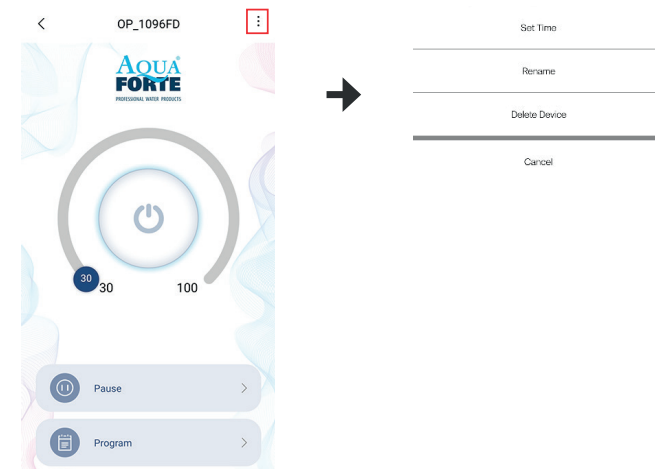 OP_1096FD
AQUA
FORTE
PROFESSIONAL WATER PRODUCTS
30
30
100
Pause
Program
Set Time
Rename
Delete Device
Cancel